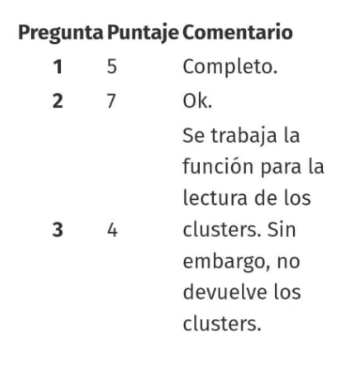 Pregunta Puntaje Comentario
1 5 Completo.
2 7 Ok.
Se trabaja la
función para la
lectura de los
3 4 clusters. Sin
embargo, no
devuelve los
clusters.